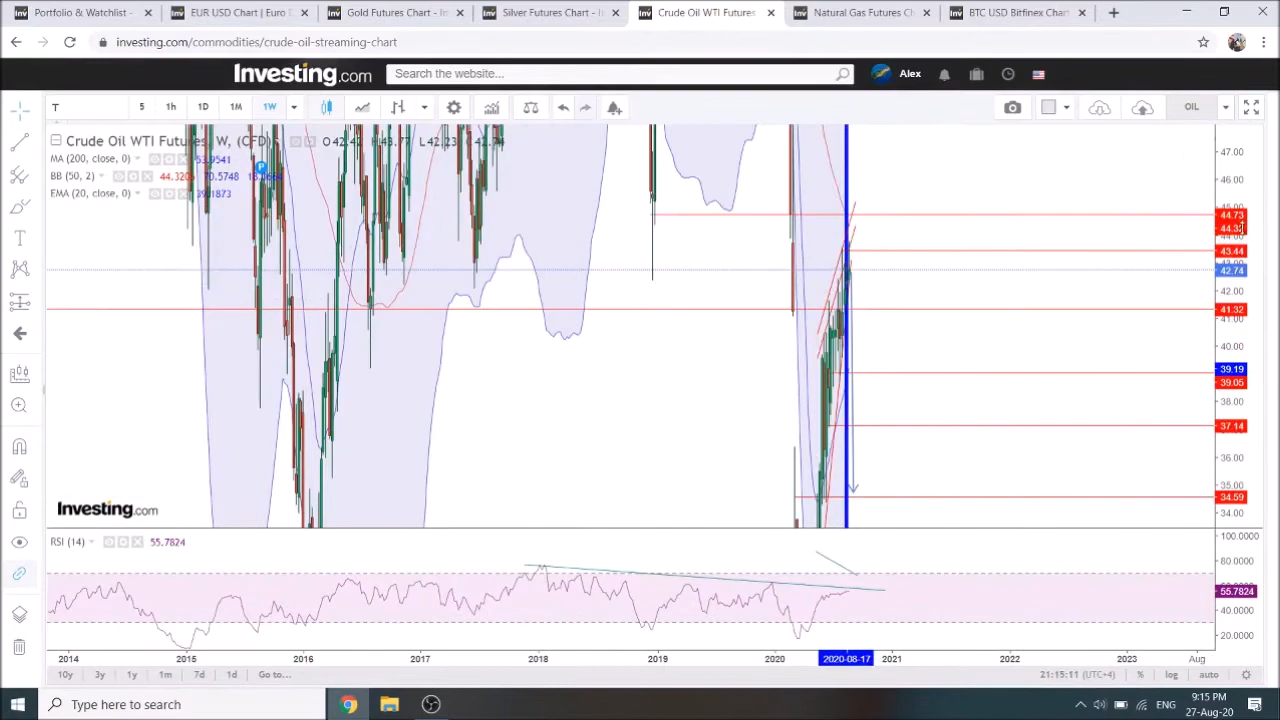 Portfolio & Watchlist -
EUR USD Chart | Euro
Gold Futures Chart - In
Silver Futures Chart - In
Crude Oil WTI Futures
Natural Gas Futures Ch
BTC USD Bitfinex Chart
investing.com/commodities/crude-oil-streaming-chart
Investing.com
Search the website...
Alex
T
5
1h
1D
1M
1W
OIL
Crude Oil WTI Futures, W, (CFD)
MA (200, close, 0)
53.9541
BB (50, 2)
EMA (20, close, 0)
47.00
46.00
44.73
43.44
42.74
42.00
41.32
40.00
39.19
39.05
38.00
37.14
36.00
35.00
34.59
34.00
Investing.com
RSI (14)
55.7824
100.0000
80.0000
55.7824
40.0000
20.0000
2014
2015
2016
2017
2018
2019
2020
2020-08-17
2021
2022
2023
Aug
10y
3y
1y
1m
7d
1d
Go to...
21:15:11 (UTC+4)
%
log
auto
Type here to search
ENG
9:15 PM
27-Aug-20